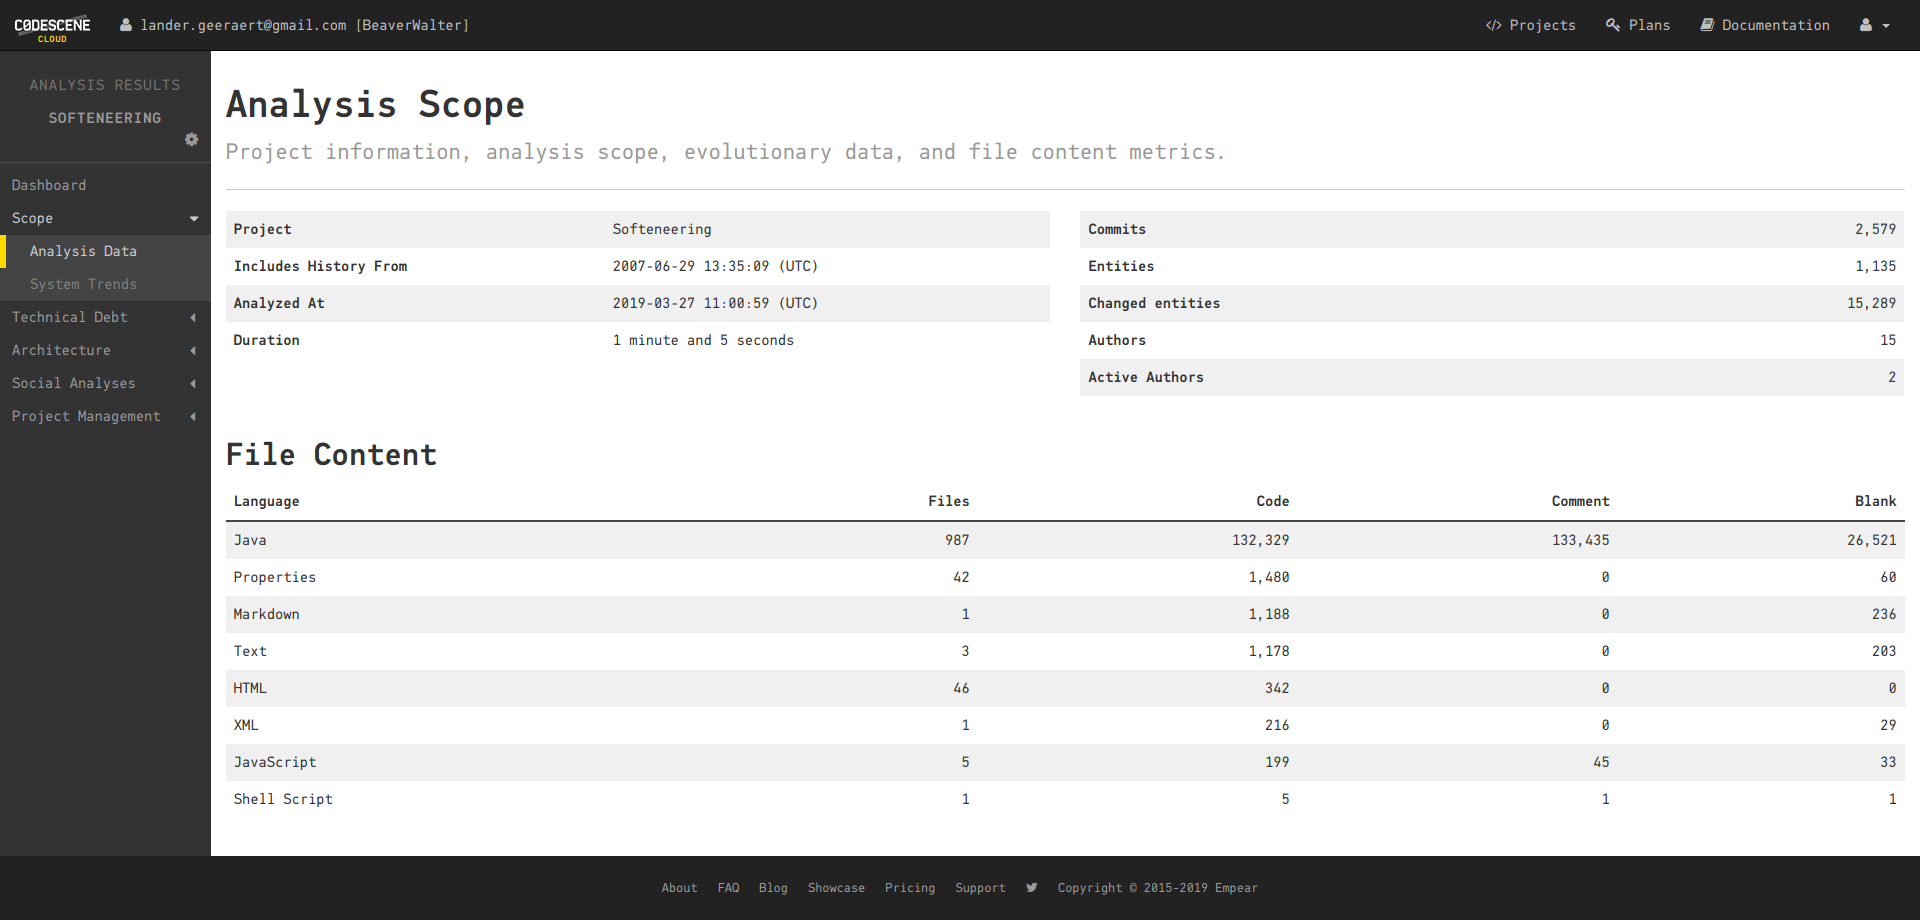 CODESCENE
CLOUD
lander.geeraert@gmail.com [BeaverWalter]
Projects
Plans
Documentation
ANALYSIS RESULTS
SOFTENEERING
Dashboard
Scope
Analysis Data
System Trends
Technical Debt
Architecture
Social Analyses
Project Management
Analysis Scope
Project information, analysis scope, evolutionary data, and file content metrics.
Project Softeneering
Includes History From 2007-06-29 13:35:09 (UTC)
Analyzed At 2019-03-27 11:00:59 (UTC)
Duration 1 minute and 5 seconds
Commits 2,579
Entities 1,135
Changed entities 15,289
Authors 15
Active Authors 2
File Content
Language Files Code Comment Blank
Java 987 132,329 133,435 26,521
Properties 42 1,480 0 60
Markdown 1 1,188 0 236
Text 3 1,178 0 203
HTML 46 342 0 0
XML 1 216 0 29
JavaScript 5 199 45 33
Shell Script 1 5 1 1
About FAQ Blog Showcase Pricing Support Copyright © 2015-2019 Empear